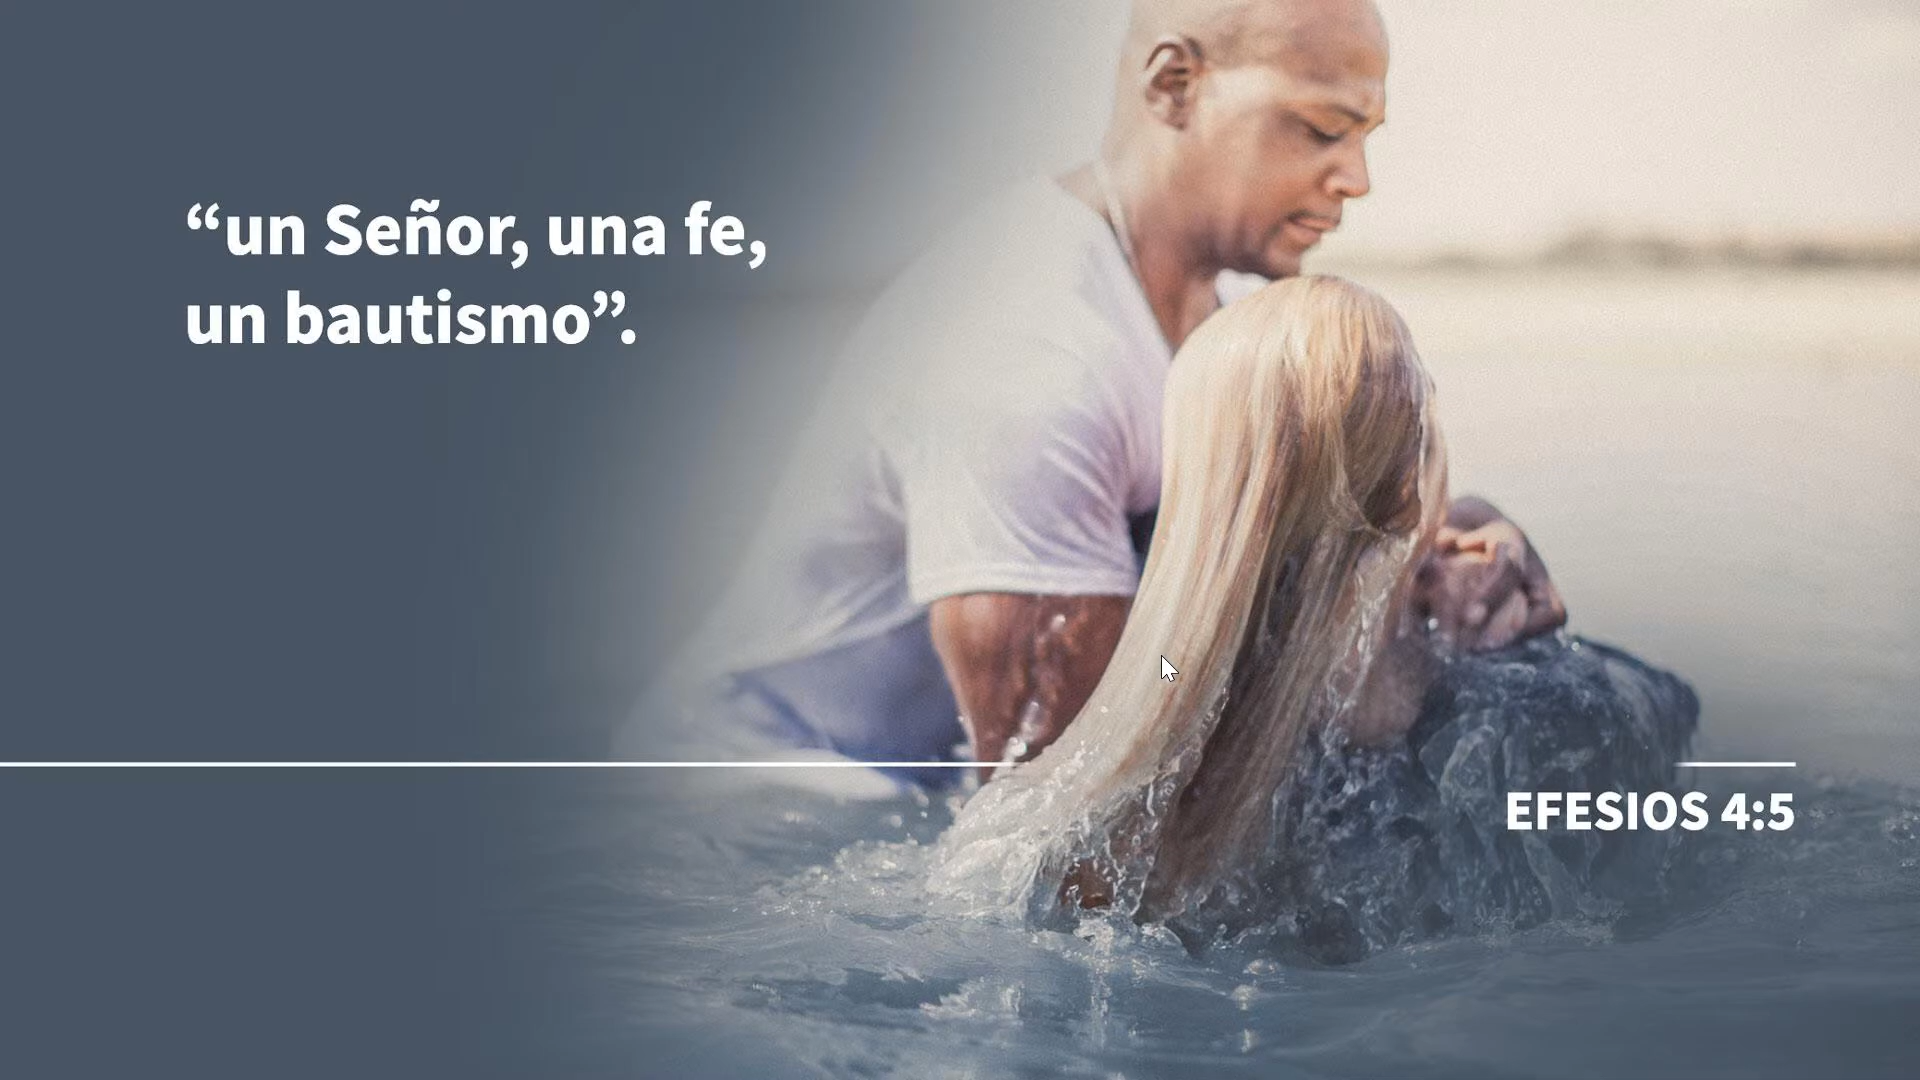 “un Señor, una fe,
un bautismo”.
EFESIOS 4:5